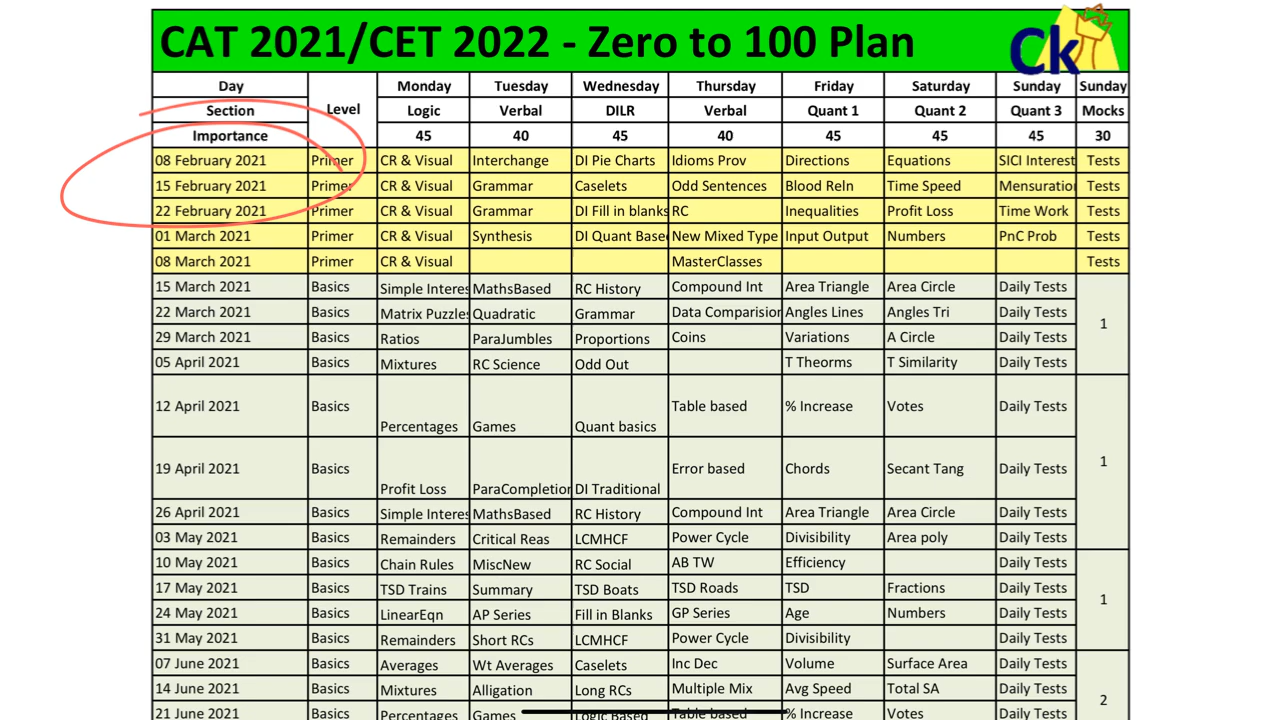 CAT 2021/CET 2022 - Zero to 100 Plan Ck
Day Level Monday Tuesday Wednesday Thursday Friday Saturday Sunday Sunday
Section Logic Verbal DILR Verbal Quant 1 Quant 2 Quant 3 Mocks
Importance 45 40 45 40 45 45 45 30
08 February 2021 Primer CR & Visual Interchange DI Pie Charts Idioms Prov Directions Equations SICI Interest Tests
15 February 2021 Primer CR & Visual Grammar Caselets Odd Sentences Blood Reln Time Speed Mensuration Tests
22 February 2021 Primer CR & Visual Grammar DI Fill in blanks RC Inequalities Profit Loss Time Work Tests
01 March 2021 Primer CR & Visual Synthesis DI Quant Base New Mixed Type Input Output Numbers PnC Prob Tests
08 March 2021 Primer CR & Visual MasterClasses Tests
15 March 2021 Basics Simple Interes MathsBased RC History Compound Int Area Triangle Area Circle Daily Tests
22 March 2021 Basics Matrix Puzzles Quadratic Grammar Data Comparision Angles Lines Angles Tri Daily Tests 1
29 March 2021 Basics Ratios ParaJumbles Proportions Coins Variations A Circle Daily Tests
05 April 2021 Basics Mixtures RC Science Odd Out T Theorms T Similarity Daily Tests
12 April 2021 Basics Percentages Games Quant basics Table based % Increase Votes Daily Tests
19 April 2021 Basics Profit Loss ParaCompletion DI Traditional Error based Chords Secant Tang Daily Tests 1
26 April 2021 Basics Simple Interes MathsBased RC History Compound Int Area Triangle Area Circle Daily Tests
03 May 2021 Basics Remainders Critical Reas LCMHCF Power Cycle Divisibility Area poly Daily Tests
10 May 2021 Basics Chain Rules MiscNew RC Social AB TW Efficiency Daily Tests
17 May 2021 Basics TSD Trains Summary TSD Boats TSD Roads TSD Fractions Daily Tests 1
24 May 2021 Basics LinearEqn AP Series Fill in Blanks GP Series Age Numbers Daily Tests
31 May 2021 Basics Remainders Short RCs LCMHCF Power Cycle Divisibility Daily Tests
07 June 2021 Basics Averages Wt Averages Caselets Inc Dec Volume Surface Area Daily Tests
14 June 2021 Basics Mixtures Alligation Long RCs Multiple Mix Avg Speed Total SA Daily Tests 2
21 June 2021 Basics Percentages Games Logic Based Table based % Increase Votes Daily Tests